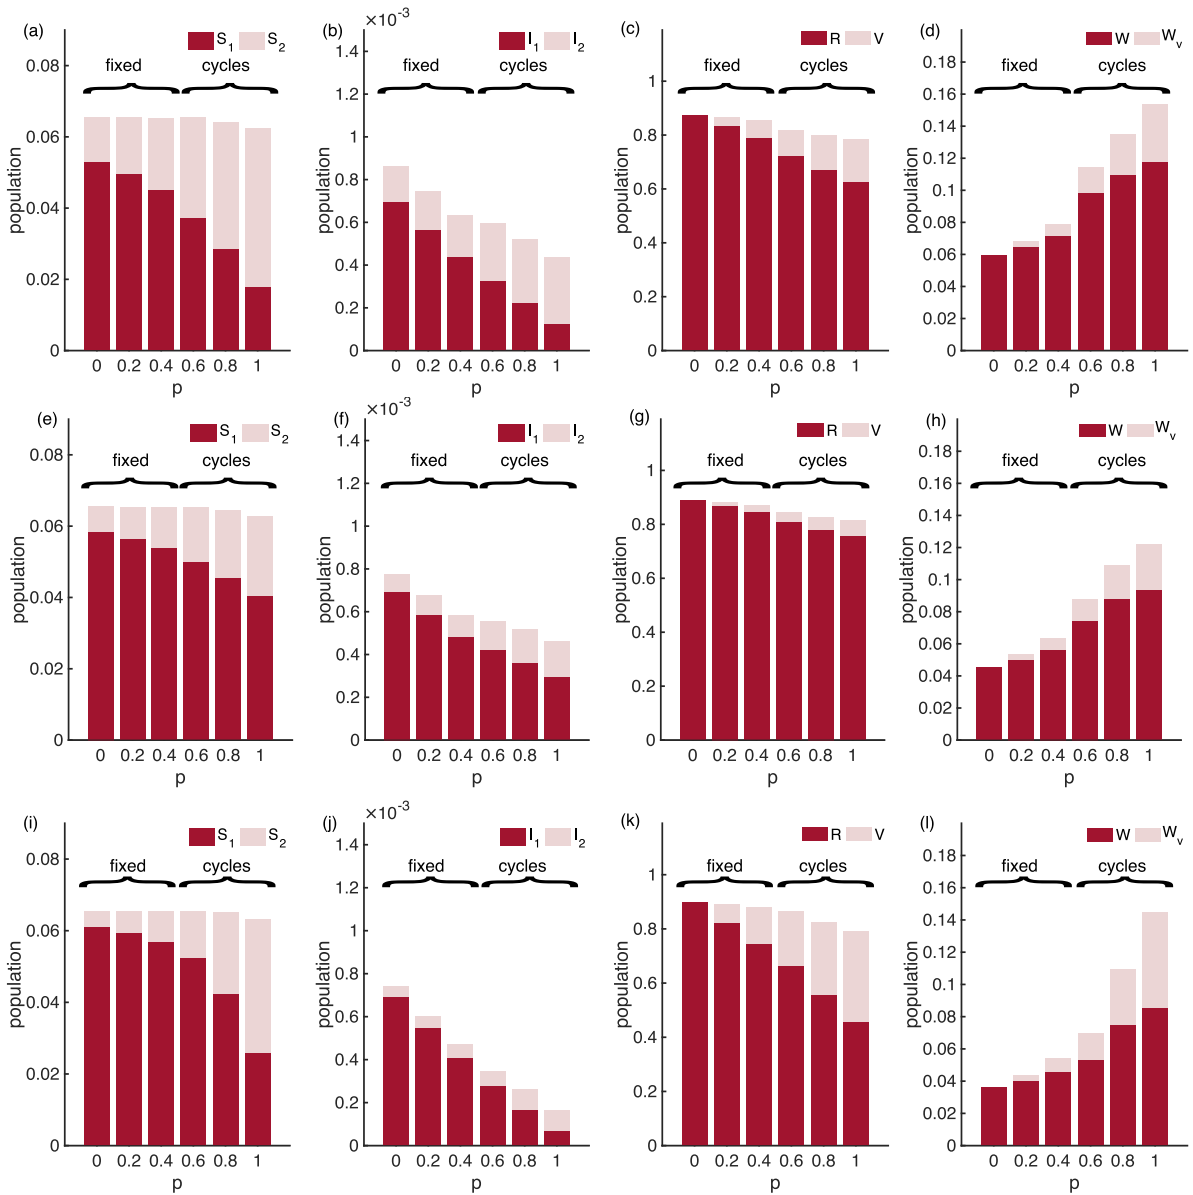 (a) S1 S2
fixed cycles
0.08
0.06
0.04
0.02
0
population
0 0.2 0.4 0.6 0.8 1
p
(b) ×10-3 I1 I2
fixed cycles
1.4
1.2
1
0.8
0.6
0.4
0.2
0
population
0 0.2 0.4 0.6 0.8 1
p
(c) R V
fixed cycles
1
0.8
0.6
0.4
0.2
0
population
0 0.2 0.4 0.6 0.8 1
p
(d) W Wv
fixed cycles
0.18
0.16
0.14
0.12
0.1
0.08
0.06
0.04
0.02
0
population
0 0.2 0.4 0.6 0.8 1
p
(e) S1 S2
fixed cycles
0.08
0.06
0.04
0.02
0
population
0 0.2 0.4 0.6 0.8 1
p
(f) ×10-3 I1 I2
fixed cycles
1.4
1.2
1
0.8
0.6
0.4
0.2
0
population
0 0.2 0.4 0.6 0.8 1
p
(g) R V
fixed cycles
1
0.8
0.6
0.4
0.2
0
population
0 0.2 0.4 0.6 0.8 1
p
(h) W Wv
fixed cycles
0.18
0.16
0.14
0.12
0.1
0.08
0.06
0.04
0.02
0
population
0 0.2 0.4 0.6 0.8 1
p
(i) S1 S2
fixed cycles
0.08
0.06
0.04
0.02
0
population
0 0.2 0.4 0.6 0.8 1
p
(j) ×10-3 I1 I2
fixed cycles
1.4
1.2
1
0.8
0.6
0.4
0.2
0
population
0 0.2 0.4 0.6 0.8 1
p
(k) R V
fixed cycles
1
0.8
0.6
0.4
0.2
0
population
0 0.2 0.4 0.6 0.8 1
p
(l) W Wv
fixed cycles
0.18
0.16
0.14
0.12
0.1
0.08
0.06
0.04
0.02
0
population
0 0.2 0.4 0.6 0.8 1
p